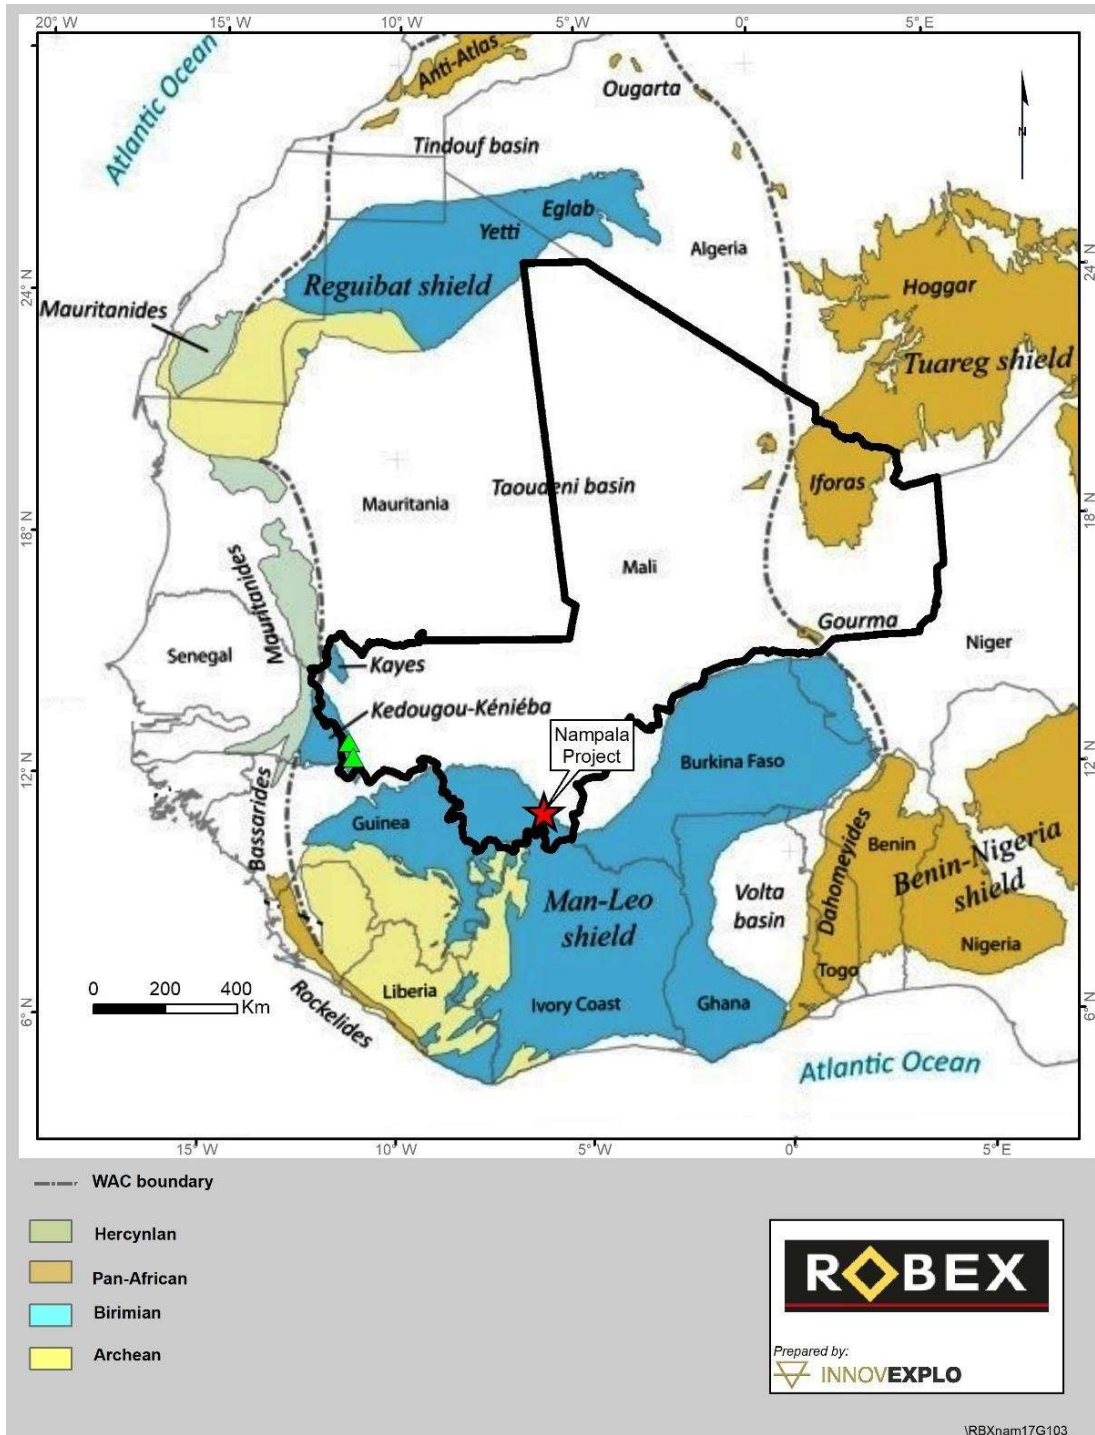 20° W 15° W 10° W 5° W 0° 5° E
Atlantic Ocean
Anti-Atlas
Ougarta
N
Tindouf basin
Eglab
Yetti
Algeria
24° N
24° N
Reguibat shield
Hoggar
Mauritanides
Tuareg shield
Iforas
Taoudeni basin
Mauritania
18° N
18° N
Mali
Mauritanides
Gourma
Senegal
Niger
Kayes
Kedougou-Kéniéba
Nampala
Project
12° N
12° N
Burkina Faso
Guinea
Bassarides
Benin
Dahomeyides
Benin-Nigeria
shield
Man-Leo
shield
Volta
basin
Nigeria
Togo
0 200 400
Km
Liberia
Rockelides
Ivory Coast
Ghana
6° N
6° N
Atlantic Ocean
15° W 10° W 5° W 0° 5° E
WAC boundary
Hercynlan
Pan-African
Birimian
Archean
ROBEX
Prepared by:
INNOVEXPLO
\RBXnam17G103